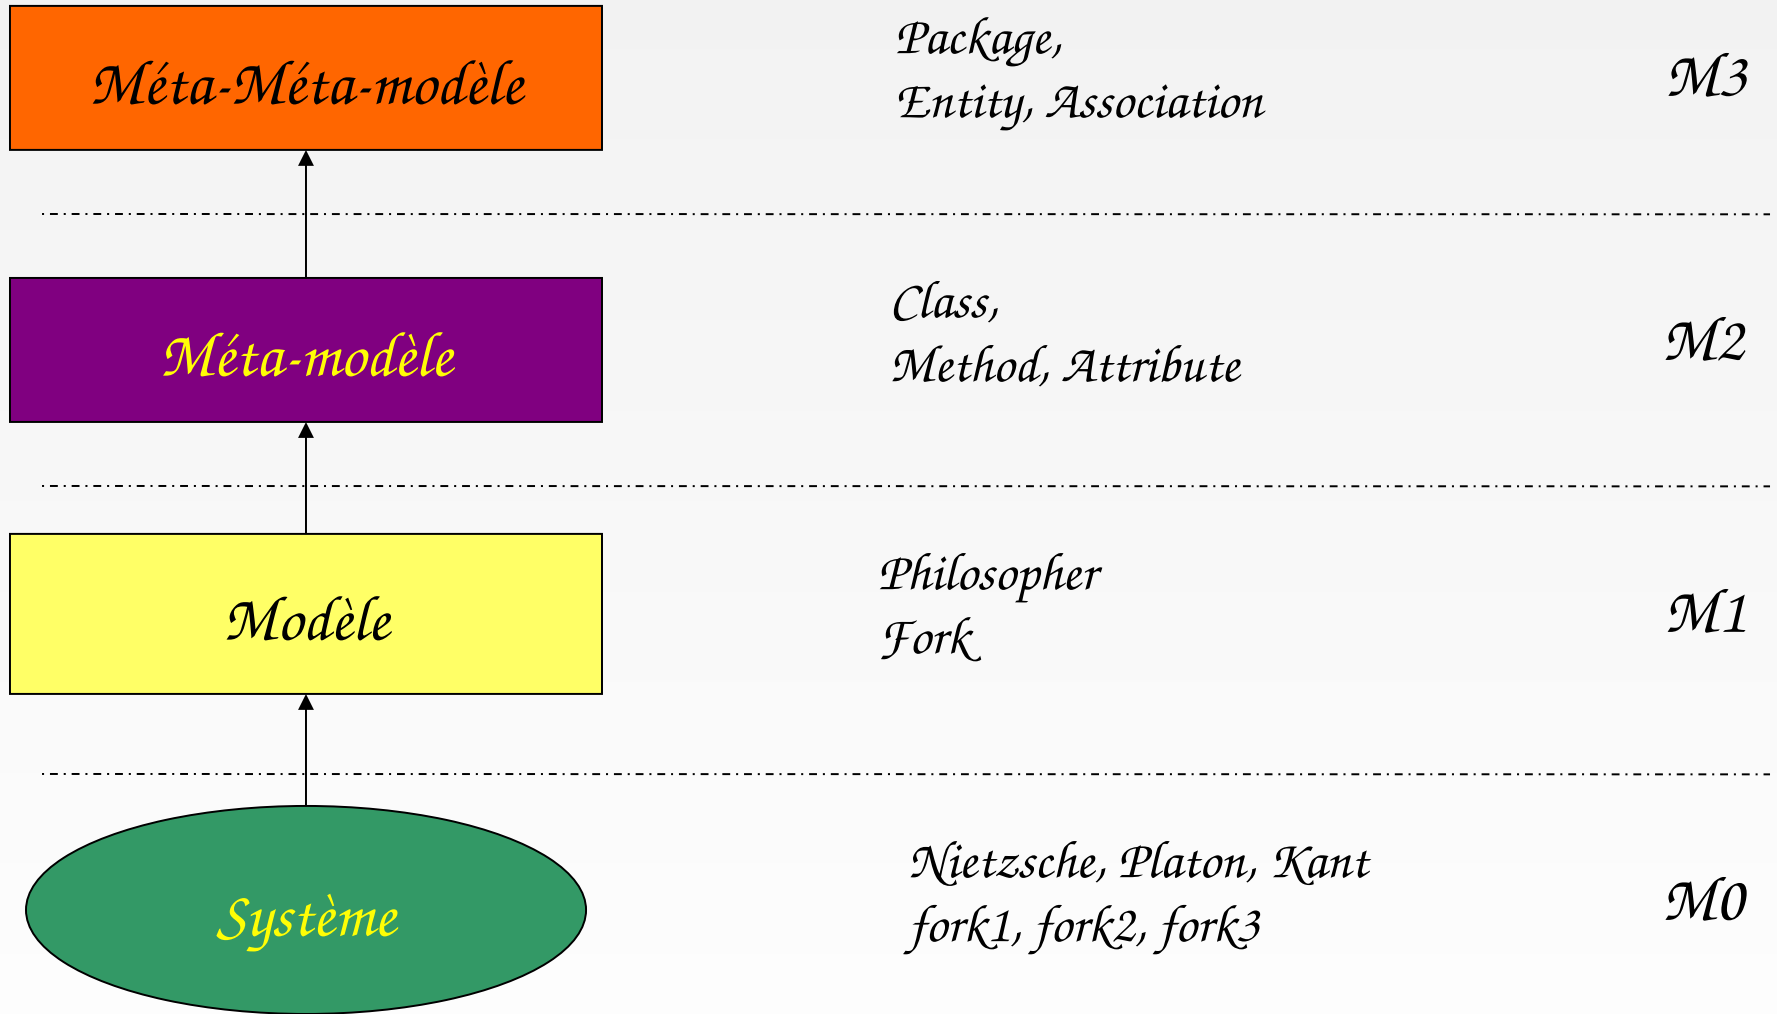 Méta-Méta-modèle
Package,
Entity, Association
M3
Méta-modèle
Class,
Method, Attribute
M2
Modèle
Philosopher
Fork
M1
Système
Nietzsche, Platon, Kant
fork1, fork2, fork3
M0